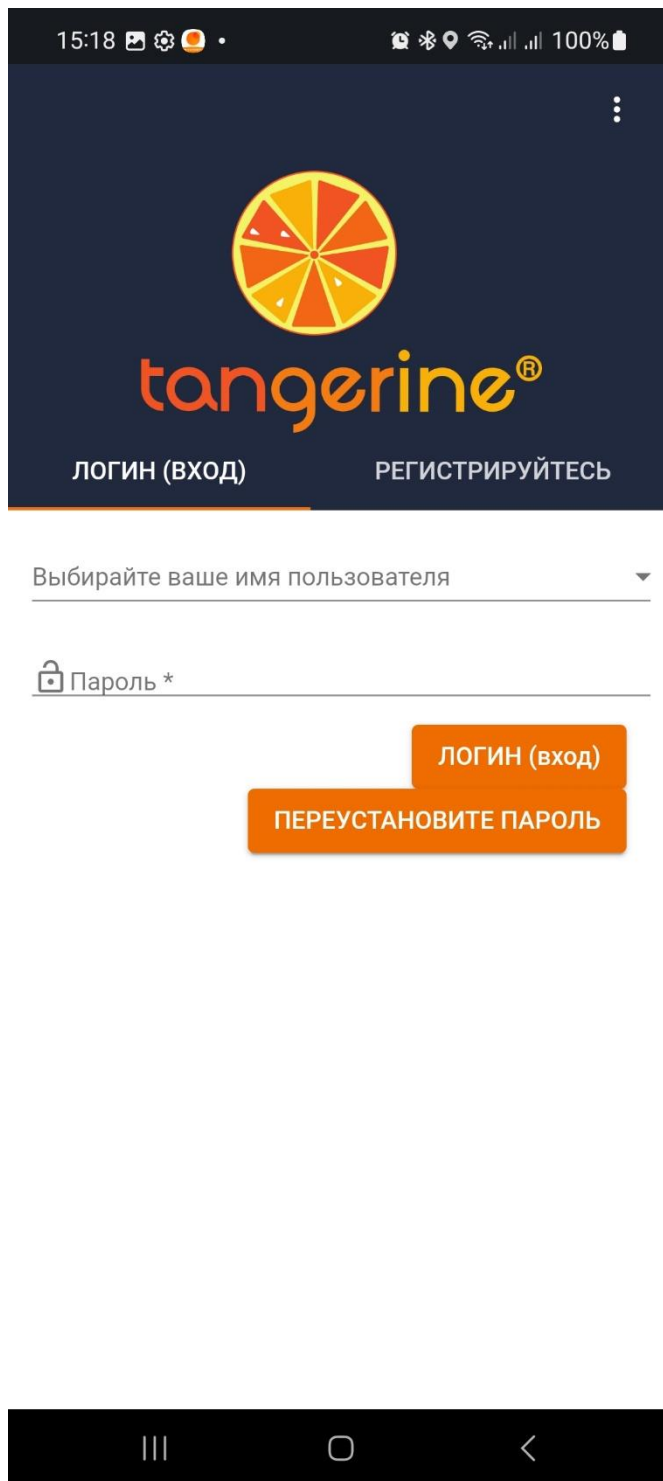 15:18 100%
tangerine®
ЛОГИН (ВХОД) РЕГИСТРИРУЙТЕСЬ
Выбирайте ваше имя пользователя
Пароль *
ЛОГИН (вход)
ПЕРЕУСТАНОВИТЕ ПАРОЛЬ